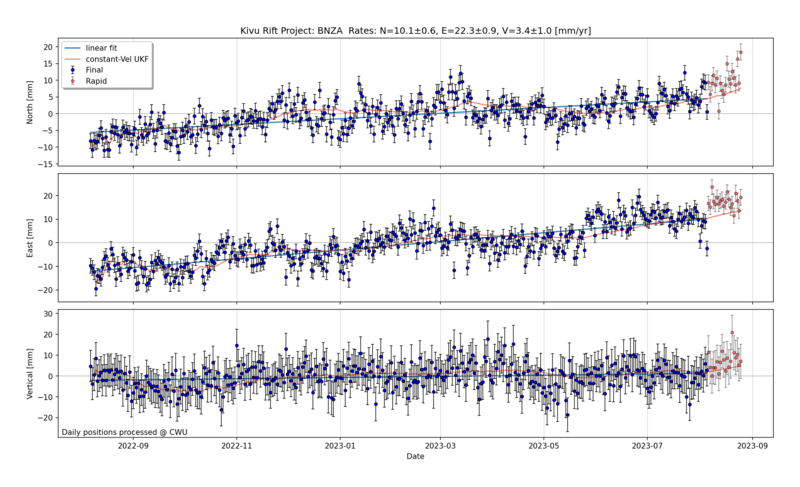 Kivu Rift Project: BNZA Rates: N=10.1±0.6, E=22.3±0.9, V=3.4±1.0 [mm/yr]
linear fit
constant-Vel UKF
Final
Rapid
North [mm]
20
15
10
5
0
−5
−10
−15
East [mm]
20
10
0
−10
−20
Vertical [mm]
30
20
10
0
−10
−20
Daily positions processed @ CWU
2022-09 2022-11 2023-01 2023-03 2023-05 2023-07 2023-09
Date